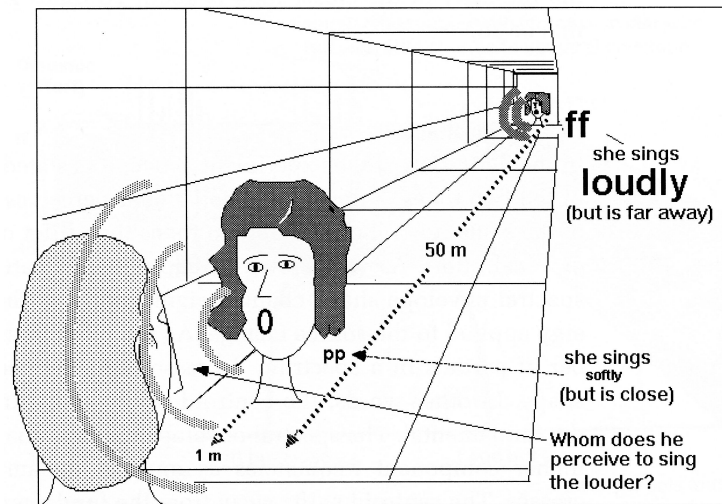 ff
she sings
loudly
(but is far away)
50 m
pp
she sings
softly
(but is close)
1 m
Whom does he
perceive to sing
the louder?